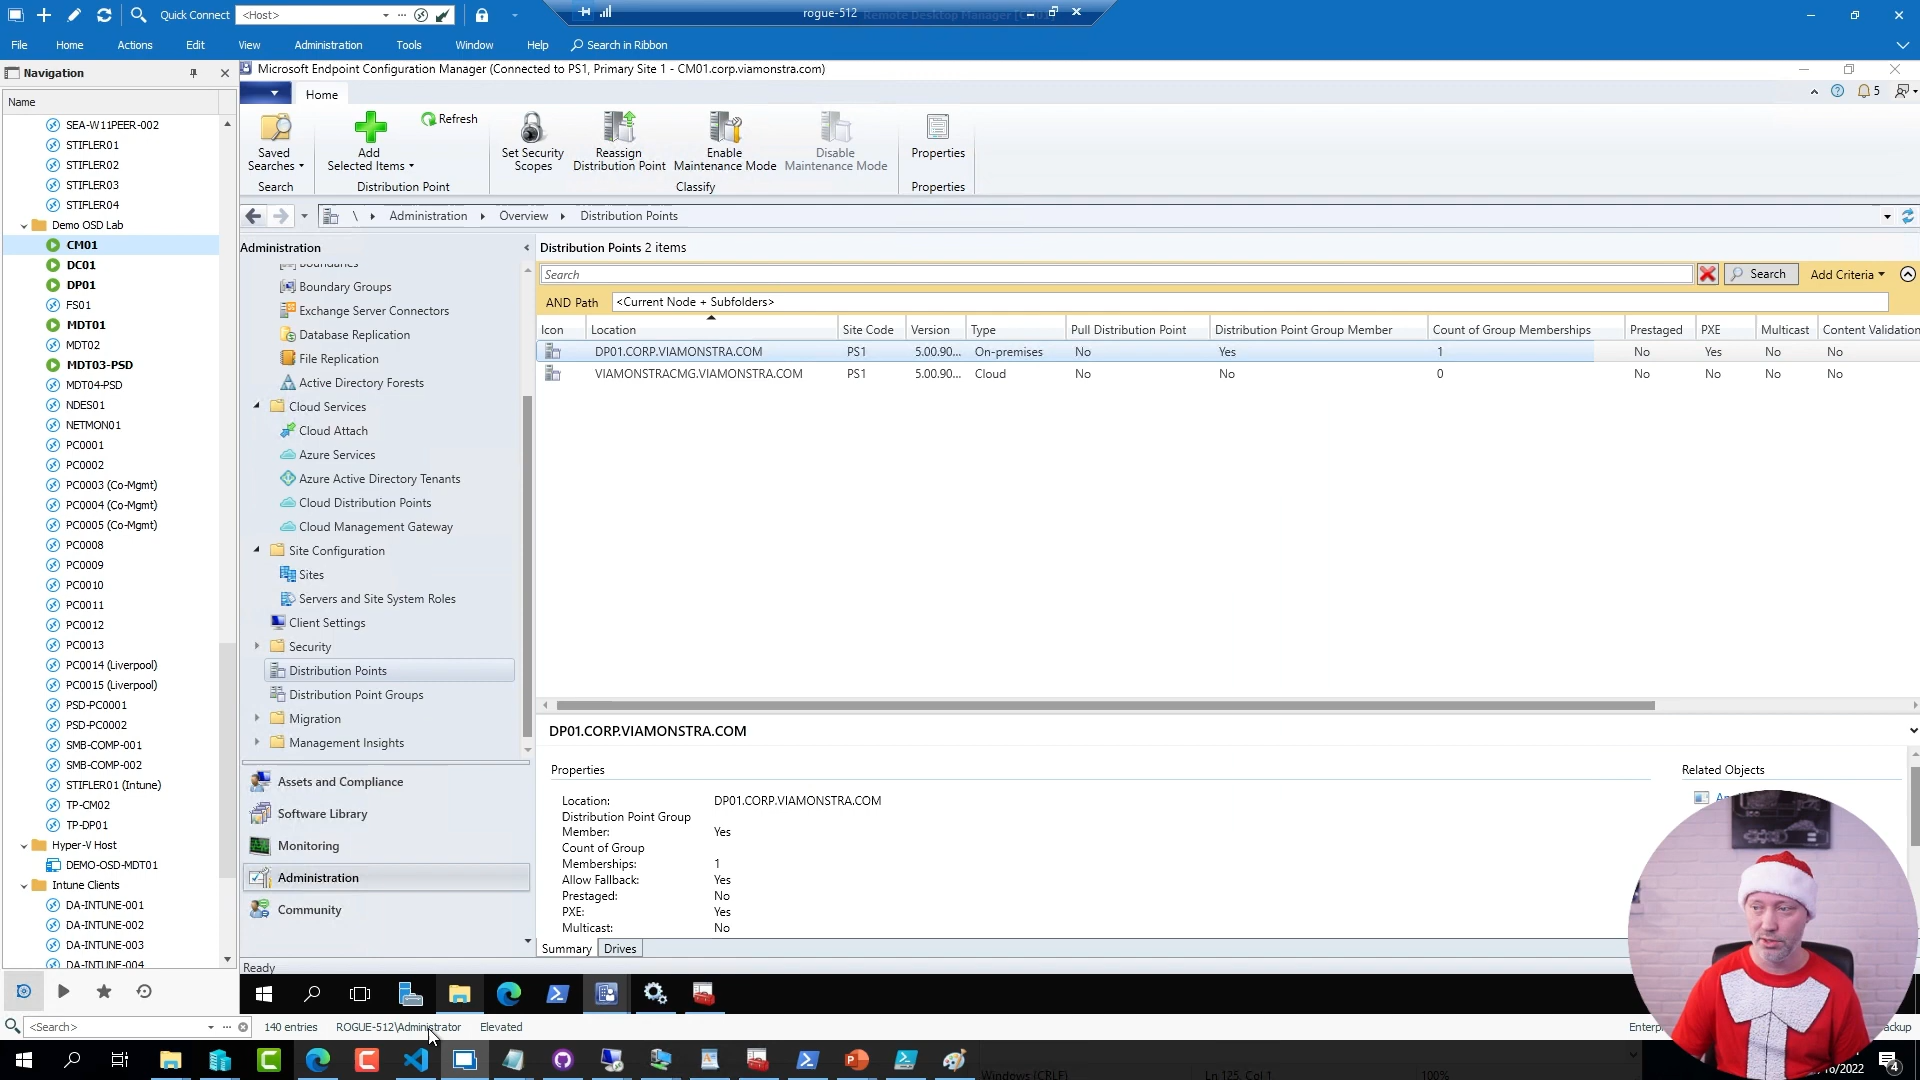 Quick Connect <Host> rogue-512 Remote Desktop Manager [CM01]
File Home Actions Edit View Administration Tools Window Help Search in Ribbon
Navigation
Name
SEA-W11PEER-002
STIFLER01
STIFLER02
STIFLER03
STIFLER04
Demo OSD Lab
CM01
DC01
DP01
FS01
MDT01
MDT02
MDT03-PSD
MDT04-PSD
NDES01
NETMON01
PC0001
PC0002
PC0003 (Co-Mgmt)
PC0004 (Co-Mgmt)
PC0005 (Co-Mgmt)
PC0008
PC0009
PC0010
PC0011
PC0012
PC0013
PC0014 (Liverpool)
PC0015 (Liverpool)
PSD-PC0001
PSD-PC0002
SMB-COMP-001
SMB-COMP-002
STIFLER01 (Intune)
TP-CM02
TP-DP01
Hyper-V Host
DEMO-OSD-MDT01
Intune Clients
DA-INTUNE-001
DA-INTUNE-002
DA-INTUNE-003
DA-INTUNE-004
Microsoft Endpoint Configuration Manager (Connected to PS1, Primary Site 1 - CM01.corp.viamonstra.com)
Home
5
Saved Searches
Search
Add Selected Items
Refresh
Distribution Point
Set Security Scopes
Reassign Distribution Point
Enable Maintenance Mode
Disable Maintenance Mode
Classify
Properties
Properties
\ Administration Overview Distribution Points
Administration
Boundaries
Boundary Groups
Exchange Server Connectors
Database Replication
File Replication
Active Directory Forests
Cloud Services
Cloud Attach
Azure Services
Azure Active Directory Tenants
Cloud Distribution Points
Cloud Management Gateway
Site Configuration
Sites
Servers and Site System Roles
Client Settings
Security
Distribution Points
Distribution Point Groups
Migration
Management Insights
Assets and Compliance
Software Library
Monitoring
Administration
Community
Distribution Points 2 items
Search Search Add Criteria
AND Path <Current Node + Subfolders>
Icon Location Site Code Version Type Pull Distribution Point Distribution Point Group Member Count of Group Memberships Prestaged PXE Multicast Content Validation
DP01.CORP.VIAMONSTRA.COM PS1 5.00.90... On-premises No Yes 1 No Yes No No
VIAMONSTRACMG.VIAMONSTRA.COM PS1 5.00.90... Cloud No No 0 No No No No
DP01.CORP.VIAMONSTRA.COM
Properties
Location: DP01.CORP.VIAMONSTRA.COM
Distribution Point Group
Member: Yes
Count of Group
Memberships: 1
Allow Fallback: Yes
Prestaged: No
PXE: Yes
Multicast: No
Related Objects
Summary Drives
Ready
<Search> 140 entries ROGUE-512\Administrator Elevated
Windows (CRLF) Ln 125, Col 1 100%
4